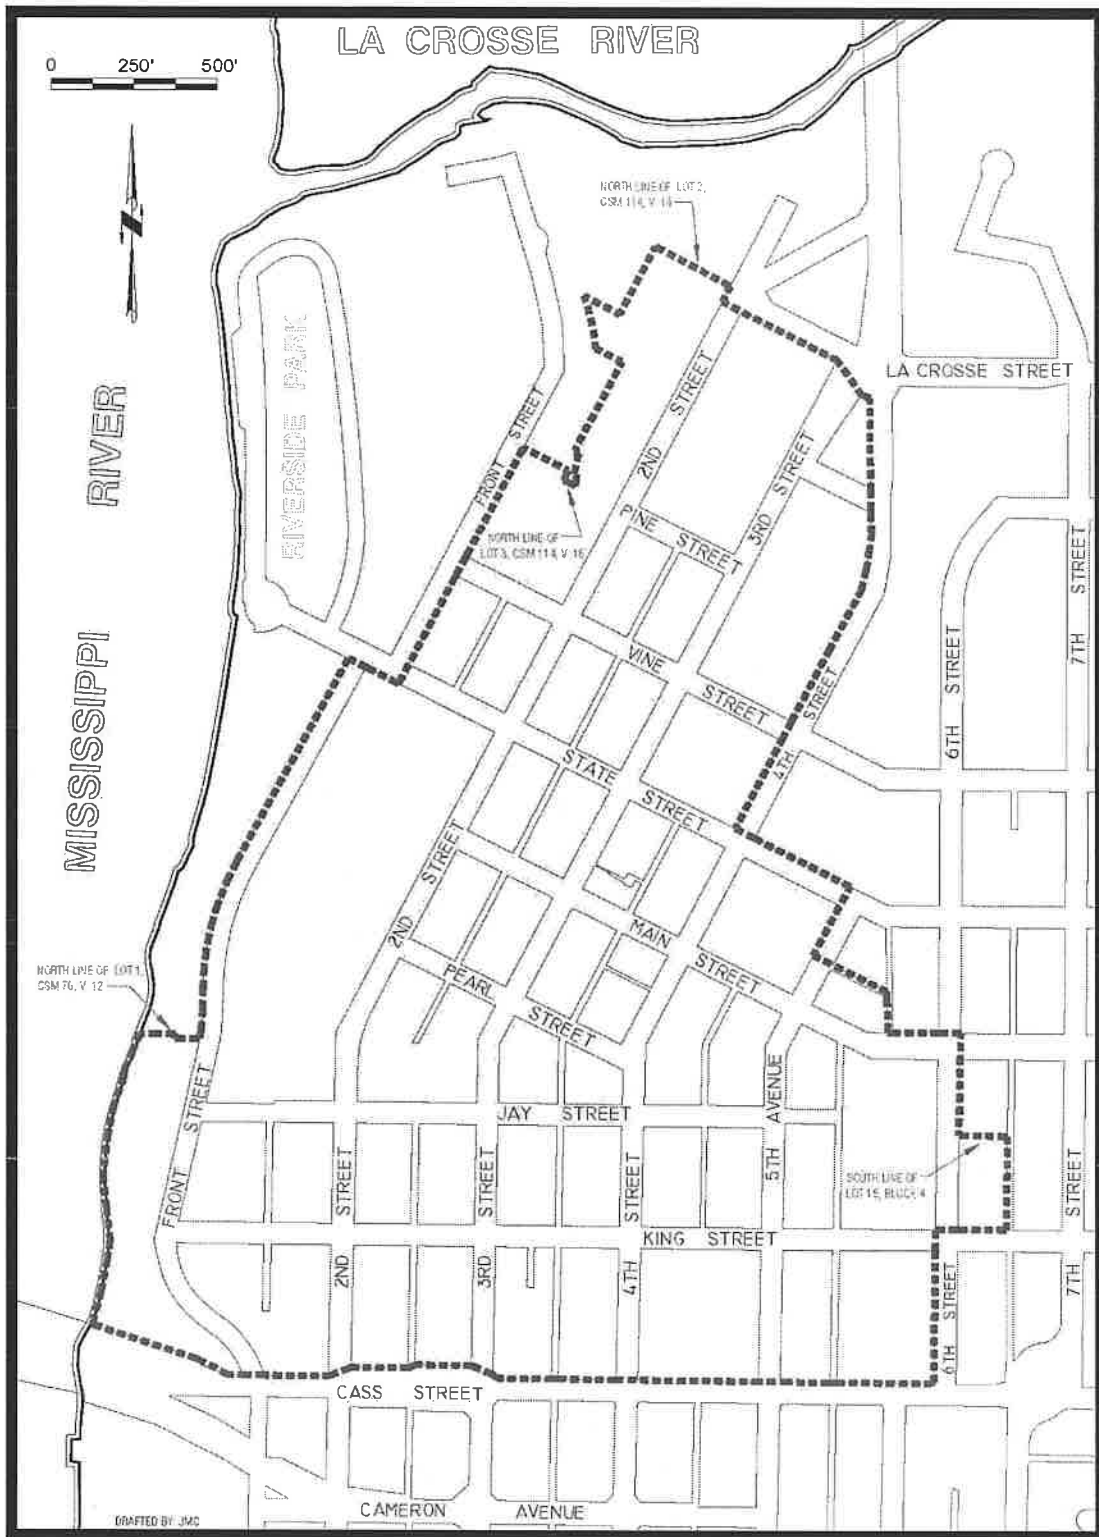 LA CROSSE RIVER
0 250' 500'
NORTH LINE OF LOT 2,
CSM 114, V-16
RIVERSIDE PARK
MISSISSIPPI RIVER
LA CROSSE STREET
FRONT STREET
2ND STREET
3RD STREET
PINE STREET
NORTH LINE OF
LOT 3, CSM 114, V-16
7TH STREET
6TH STREET
VINE STREET
4TH STREET
STATE STREET
2ND STREET
MAIN STREET
PEARL STREET
NORTH LINE OF LOT 1,
CSM 76, V-12
FRONT STREET
JAY STREET
2ND STREET
3RD STREET
4TH STREET
5TH AVENUE
SOUTH LINE OF
LOT 15, BLOCK 4
KING STREET
6TH STREET
7TH STREET
CASS STREET
CAMERON AVENUE
DRAFTED BY: JMC